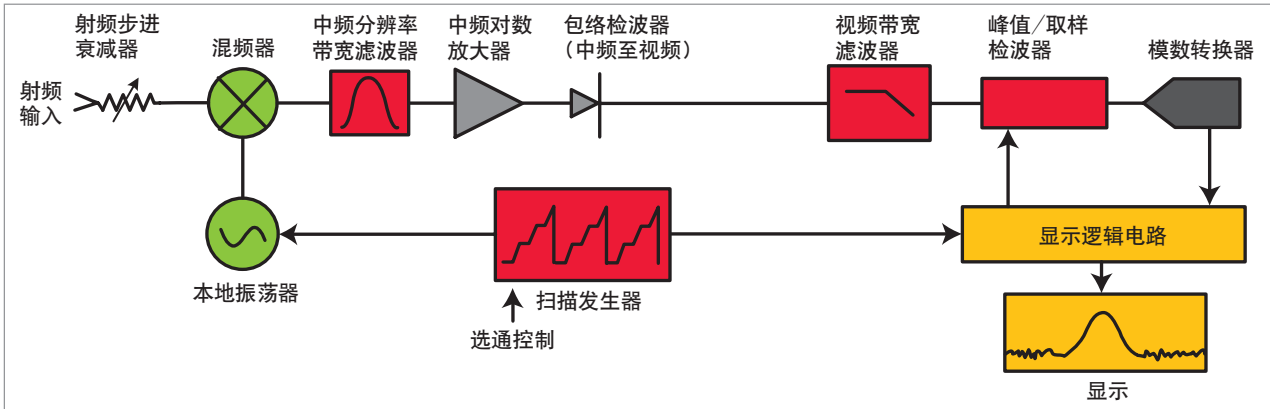 射频步进
衰减器
混频器
中频分辨率
带宽滤波器
中频对数
放大器
包络检波器
(中频至视频)
视频带宽
滤波器
峰值/取样
检波器
模数转换器
射频
输入
本地振荡器
扫描发生器
选通控制
显示逻辑电路
显示